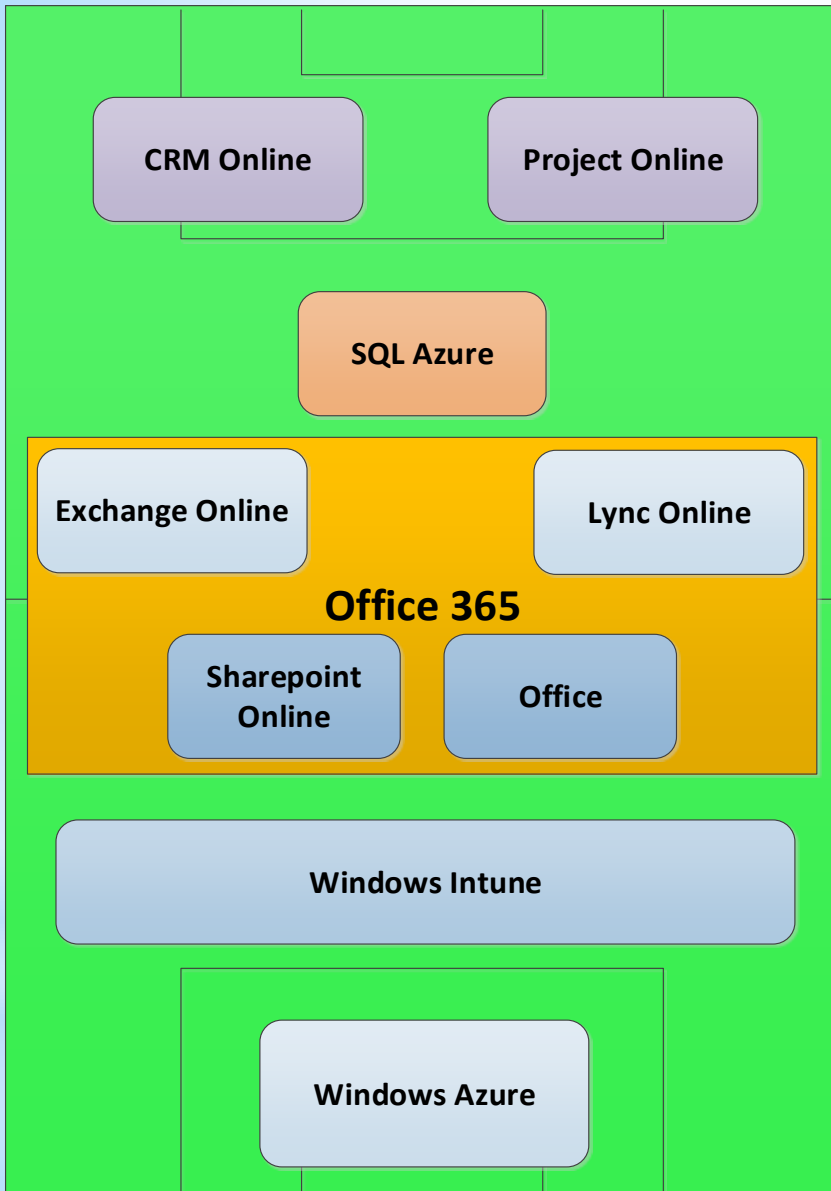 CRM Online
Project Online
SQL Azure
Exchange Online
Lync Online
Office 365
Sharepoint
Online
Office
Windows Intune
Windows Azure